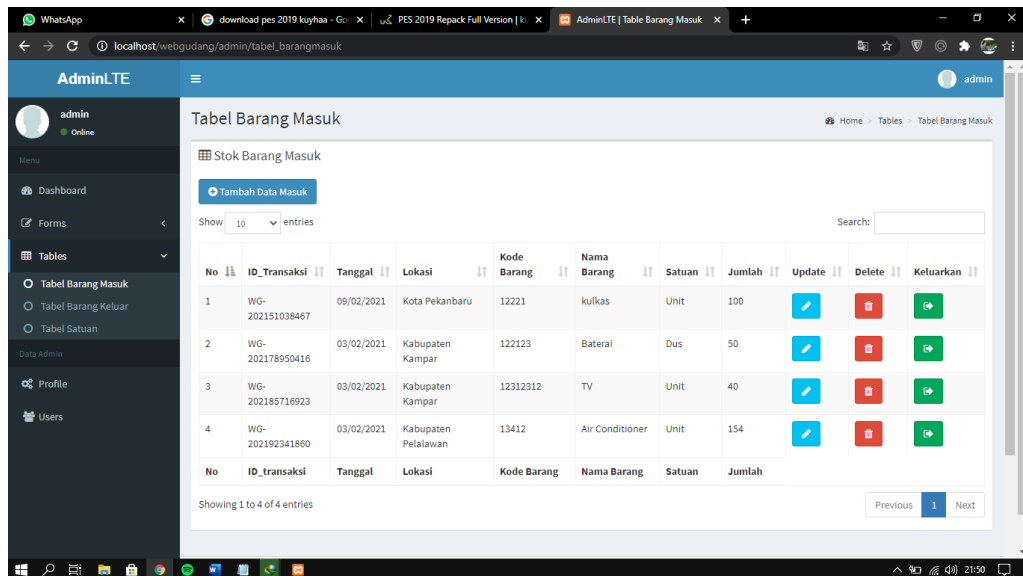 WhatsApp
download pes 2019 kuyhaa - Goo
PES 2019 Repack Full Version | ku
AdminLTE | Table Barang Masuk
localhost/webgudang/admin/tabel_barangmasuk
AdminLTE
admin
admin
Online
Menu
Dashboard
Forms
Tables
Tabel Barang Masuk
Tabel Barang Keluar
Tabel Satuan
Data Admin
Profile
Users
Tabel Barang Masuk
Home > Tables > Tabel Barang Masuk
Stok Barang Masuk
Tambah Data Masuk
Show 10 entries
Search:
No ID_Transaksi Tanggal Lokasi Kode Barang Nama Barang Satuan Jumlah Update Delete Keluarkan
1 WG-202151038467 09/02/2021 Kota Pekanbaru 12221 kulkas Unit 100
2 WG-202178950416 03/02/2021 Kabupaten Kampar 122123 Baterai Dus 50
3 WG-202185716923 03/02/2021 Kabupaten Kampar 12312312 TV Unit 40
4 WG-202192341860 03/02/2021 Kabupaten Pelalawan 13412 Air Conditioner Unit 154
No ID_transaksi Tanggal Lokasi Kode Barang Nama Barang Satuan Jumlah
Showing 1 to 4 of 4 entries
Previous 1 Next
21:50